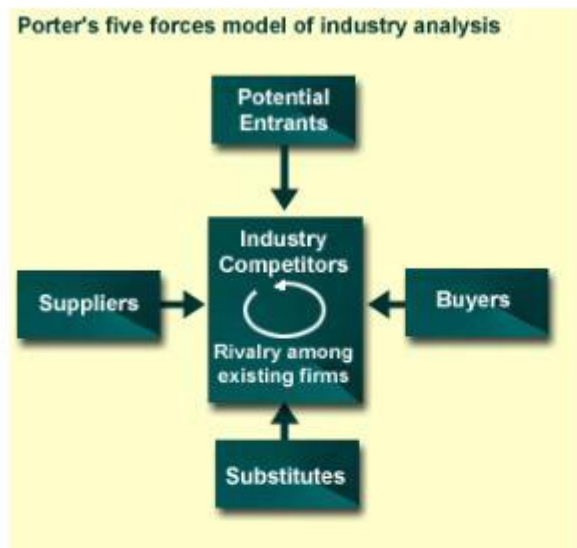 Porter's five forces model of industry analysis
Potential
Entrants
Industry
Competitors
Suppliers
Buyers
Rivalry among
existing firms
Substitutes